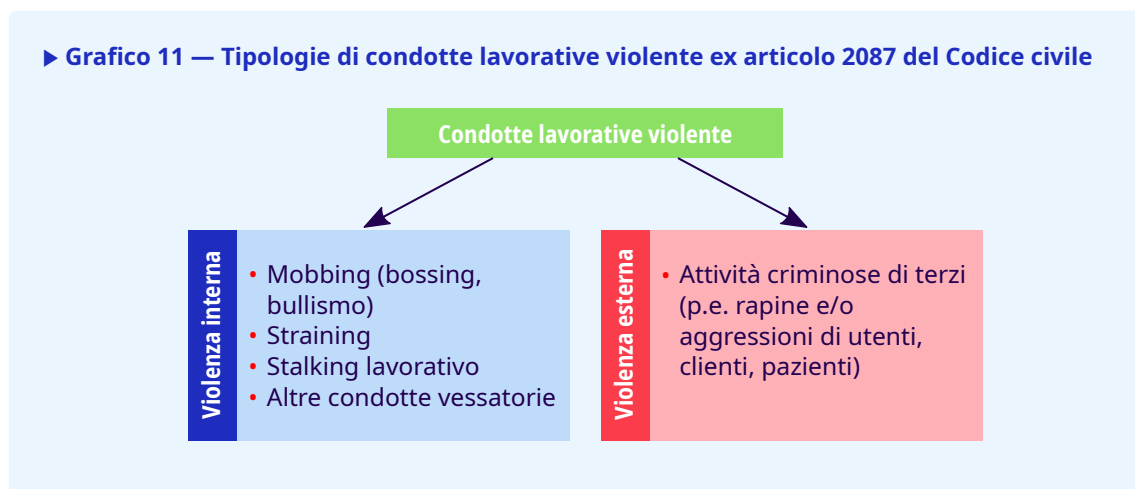 ▶ Grafico 11 — Tipologie di condotte lavorative violente ex articolo 2087 del Codice civile
Condotte lavorative violente
Violenza interna
• Mobbing (bossing,
bullismo)
• Straining
• Stalking lavorativo
• Altre condotte vessatorie
Violenza esterna
• Attività criminose di terzi
(p.e. rapine e/o
aggressioni di utenti,
clienti, pazienti)